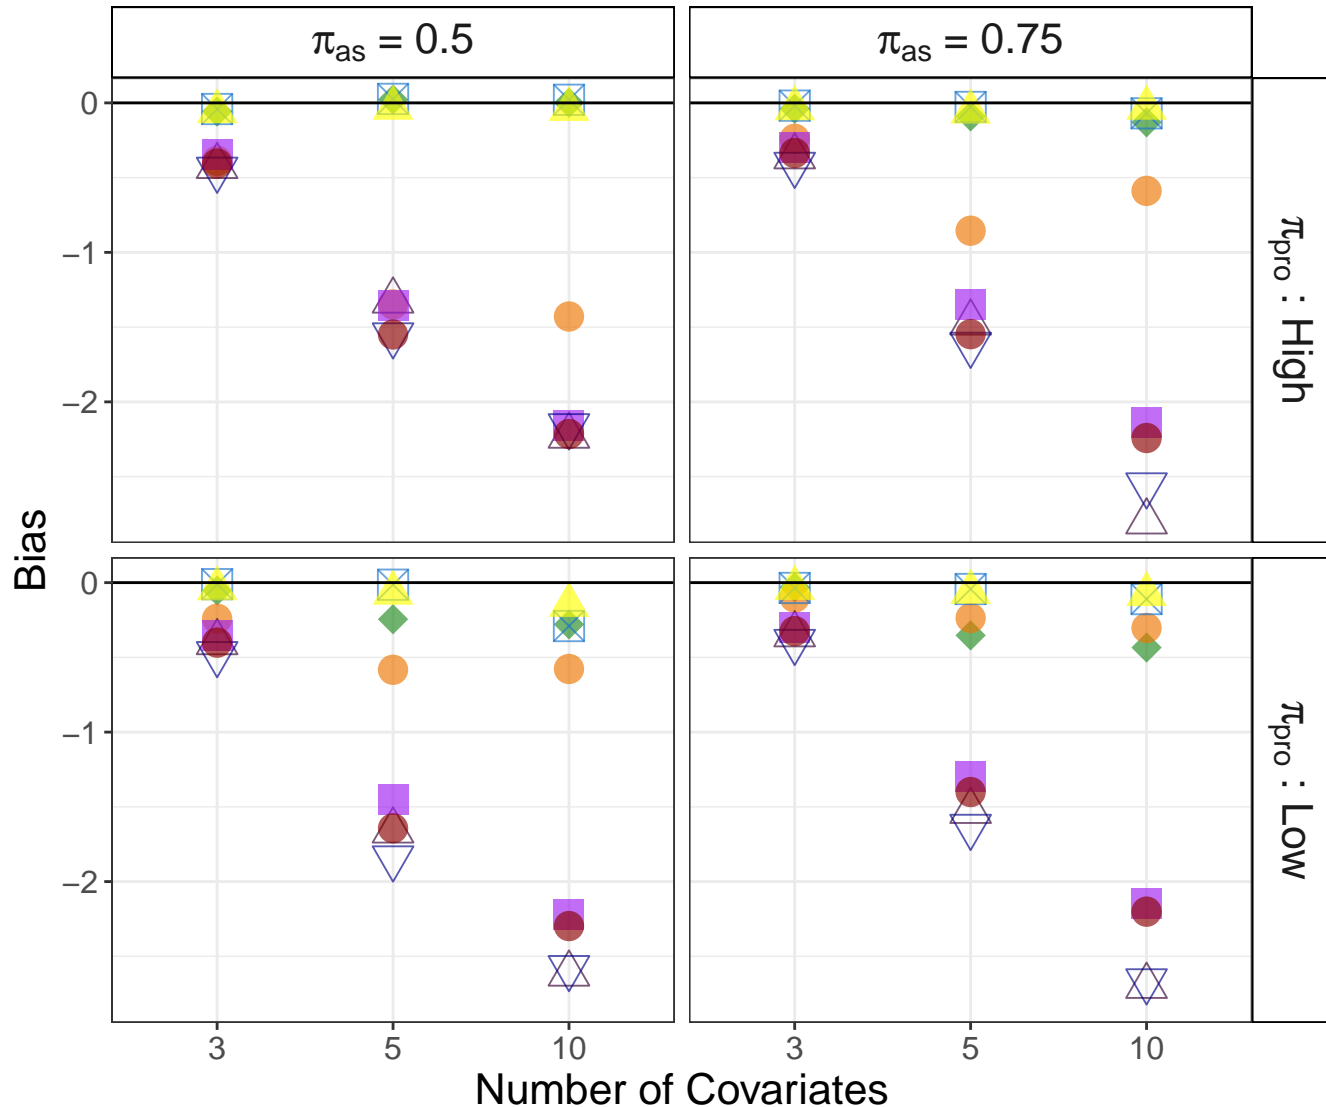 π_as = 0.5
π_as = 0.75
0
−1
−2
π_pro : High
Bias
0
−1
−2
π_pro : Low
3
5
10
3
5
10
Number of Covariates